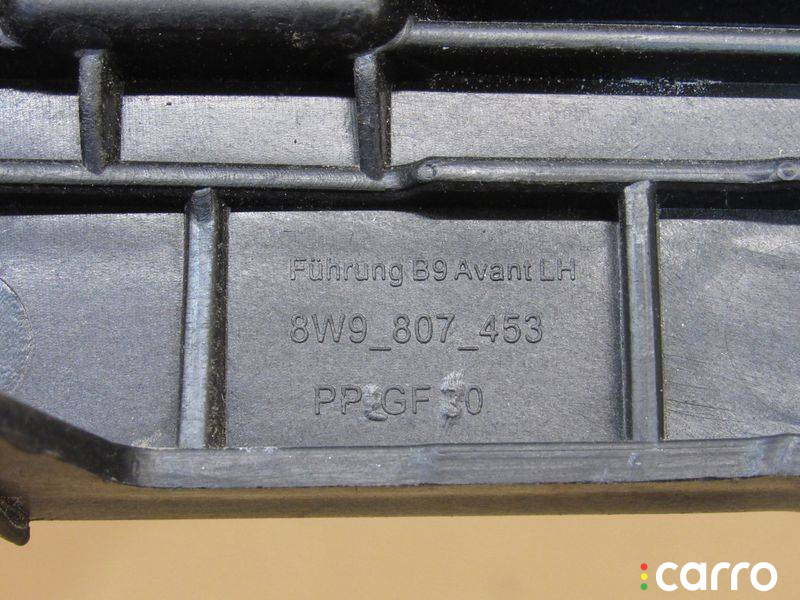 Führung B9 Avant LH
8W9_807_453
PP GF 30
carro